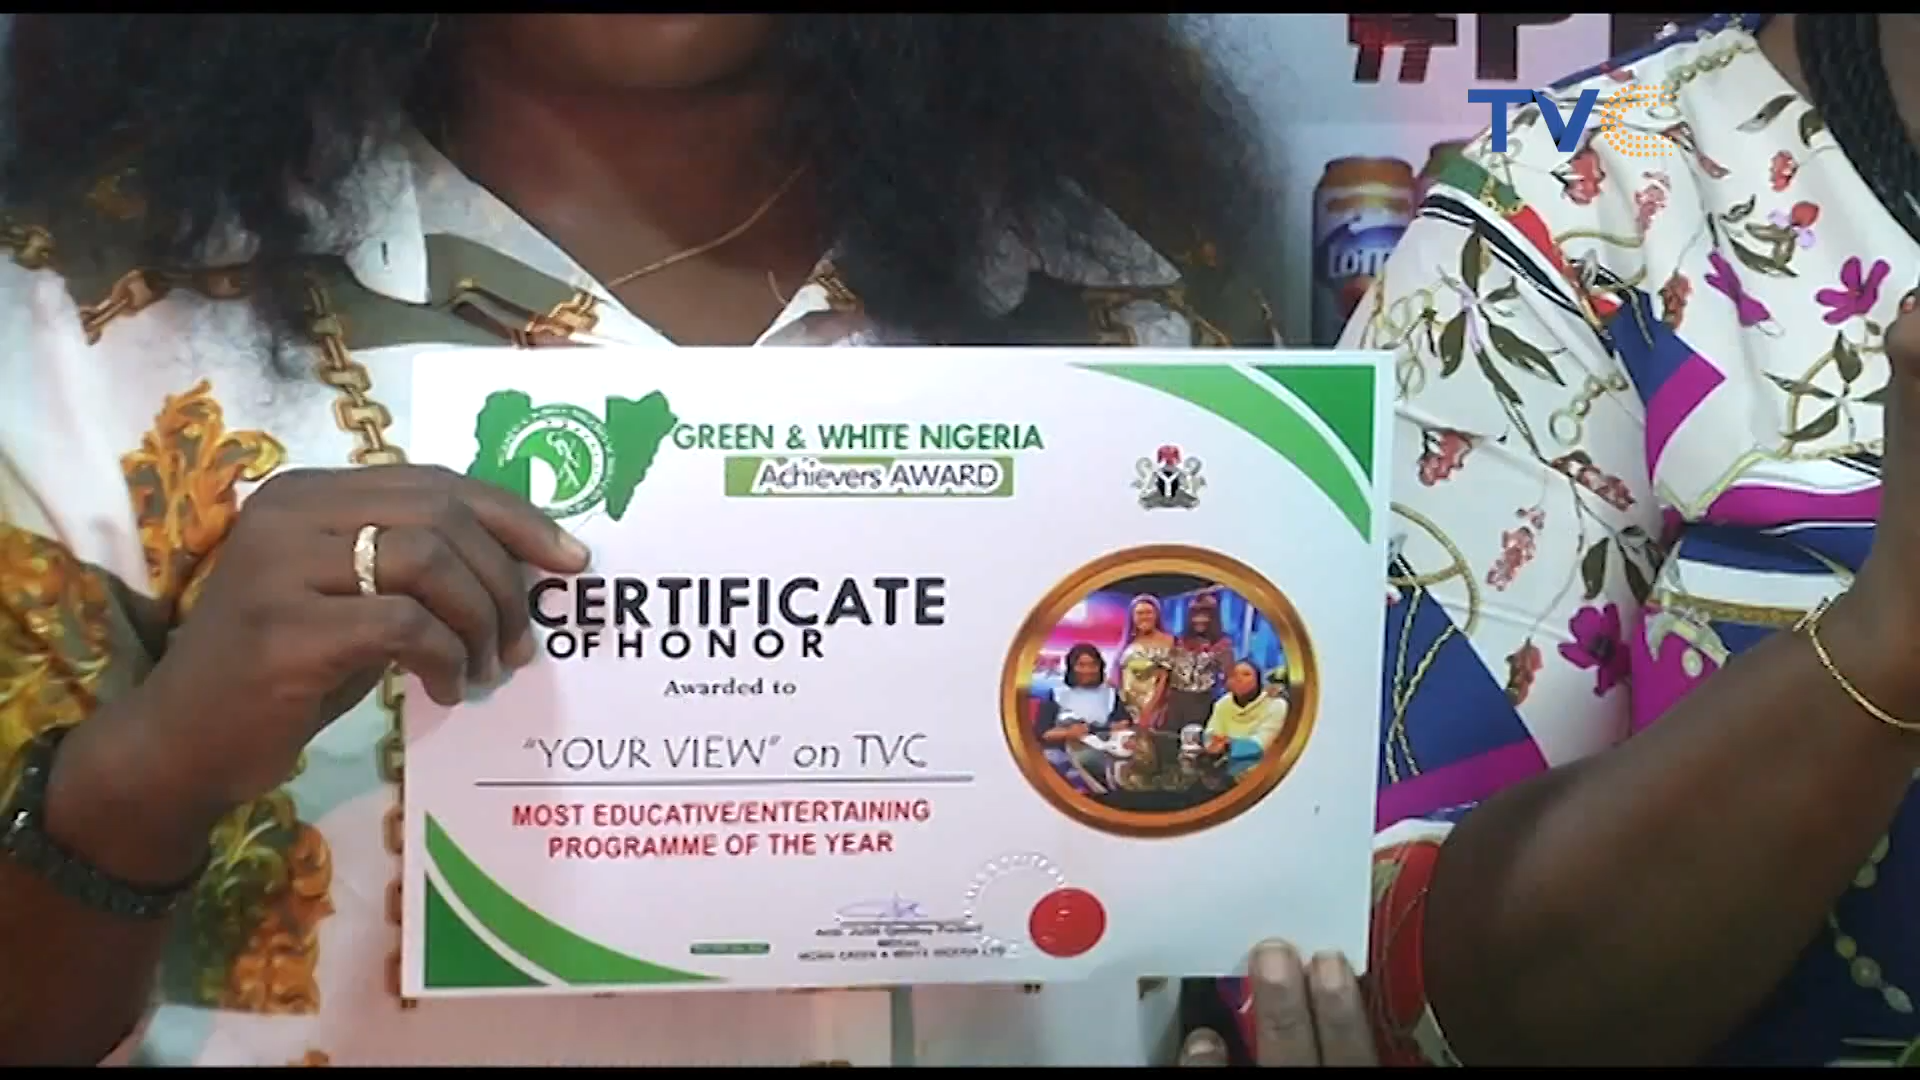 #P
TVC
GREEN & WHITE NIGERIA
Achievers AWARD
CERTIFICATE
OF HONOR
Awarded to
"YOUR VIEW" on TVC
MOST EDUCATIVE/ENTERTAINING
PROGRAMME OF THE YEAR